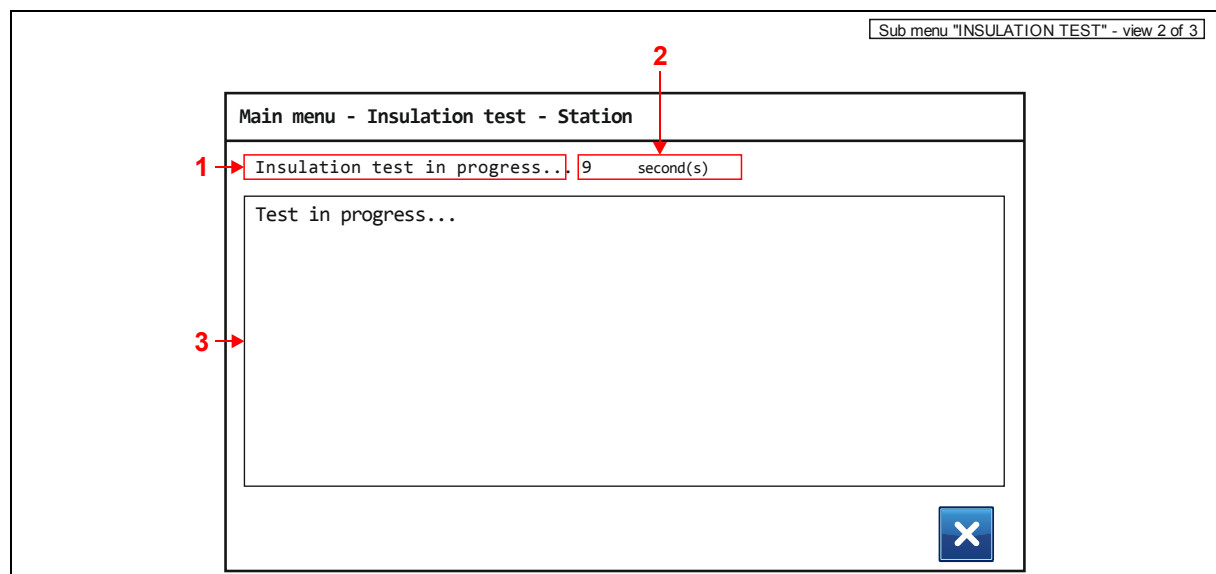 Sub menu "INSULATION TEST" - view 2 of 3
2
Main menu - Insulation test - Station
1 Insulation test in progress... 9 second(s)
Test in progress...
3